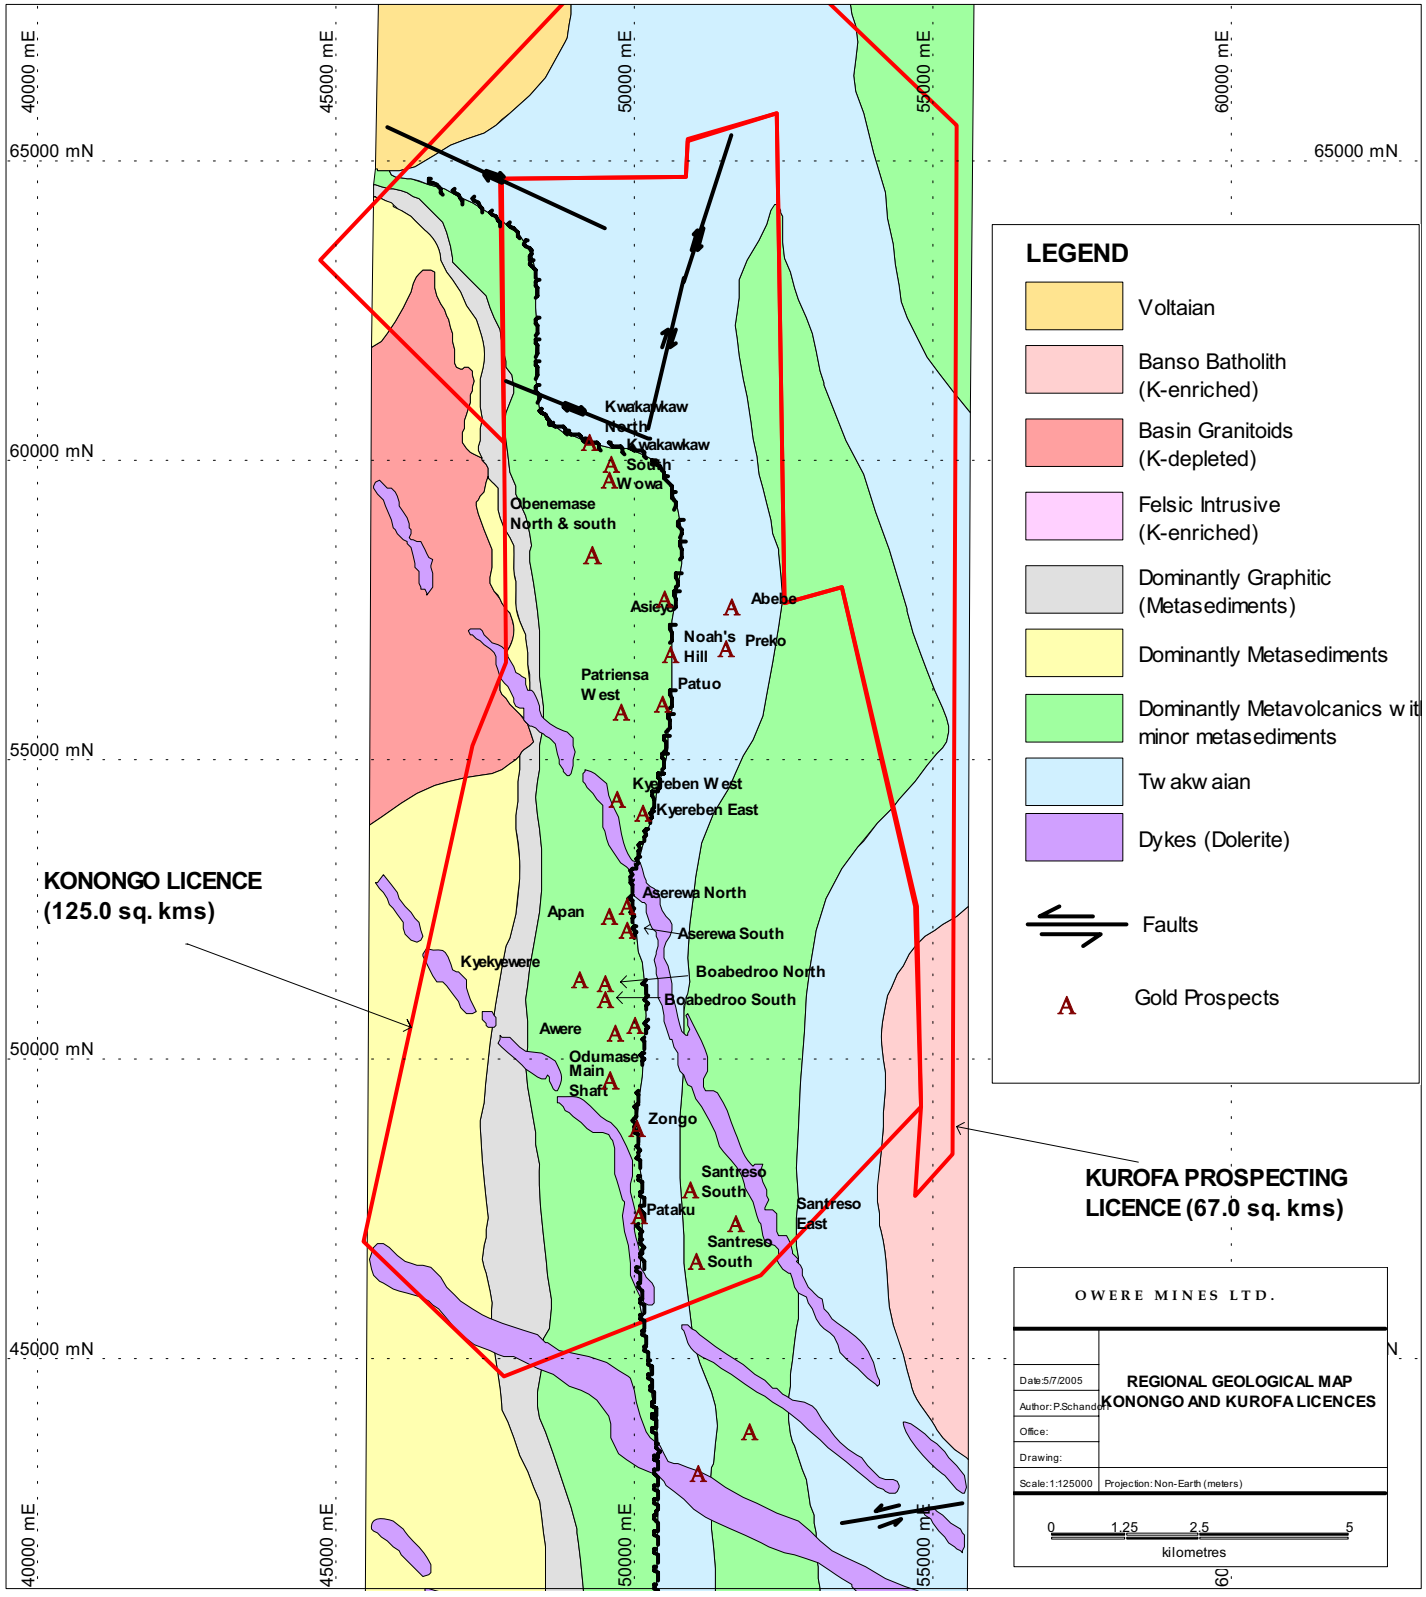 40000 mE
45000 mE
50000 mE
55000 mE
60000 mE
65000 mN
65000 mN
LEGEND
Voltaian
Banso Batholith
(K-enriched)
Basin Granitoids
(K-depleted)
Felsic Intrusive
(K-enriched)
Dominantly Graphitic
(Metasediments)
Dominantly Metasediments
Dominantly Metavolcanics wit
minor metasediments
Twakwaian
Dykes (Dolerite)
Faults
Gold Prospects
Kwakawkaw
North
60000 mN
Kwakawkaw
South
Wowa
Obenemase
North & south
Asieye
Abebe
Noah's
Hill
Preko
Patriensa
West
Patuo
55000 mN
Kyereben West
Kyereben East
KONONGO LICENCE
(125.0 sq. kms)
Aserewa North
Apan
Aserewa South
Kyekyewere
Boabedroo North
Boabedroo South
Awere
50000 mN
Odumase
Main
Shaft
Zongo
Santreso
South
Pataku
Santreso
East
Santreso
South
KUROFA PROSPECTING
LICENCE (67.0 sq. kms)
45000 mN
N
OWERE MINES LTD.
Date:5/7/2005
Author: P.Schandorf
Office:
Drawing:
Scale: 1:125000
REGIONAL GEOLOGICAL MAP
KONONGO AND KUROFA LICENCES
Projection: Non-Earth (meters)
0 1.25 2.5 5
kilometres
40000 mE
45000 mE
50000 mE
55000 mE
60